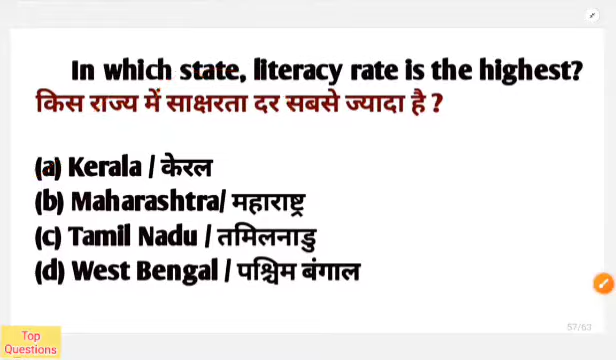 In which state, literacy rate is the highest?
किस राज्य में साक्षरता दर सबसे ज्यादा है ?
(a) Kerala / केरल
(b) Maharashtra/ महाराष्ट्र
(c) Tamil Nadu / तमिलनाडु
(d) West Bengal / पश्चिम बंगाल
57/63
Top
Questions